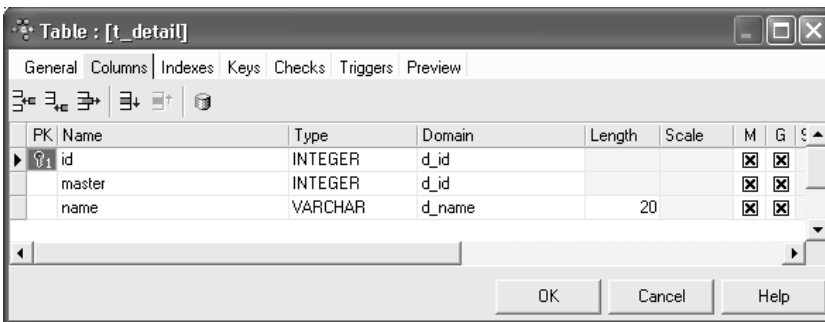 Table : [t_detail]
General Columns Indexes Keys Checks Triggers Preview
PK Name Type Domain Length Scale M G
1 id INTEGER d_id
master INTEGER d_id
name VARCHAR d_name 20
OK Cancel Help